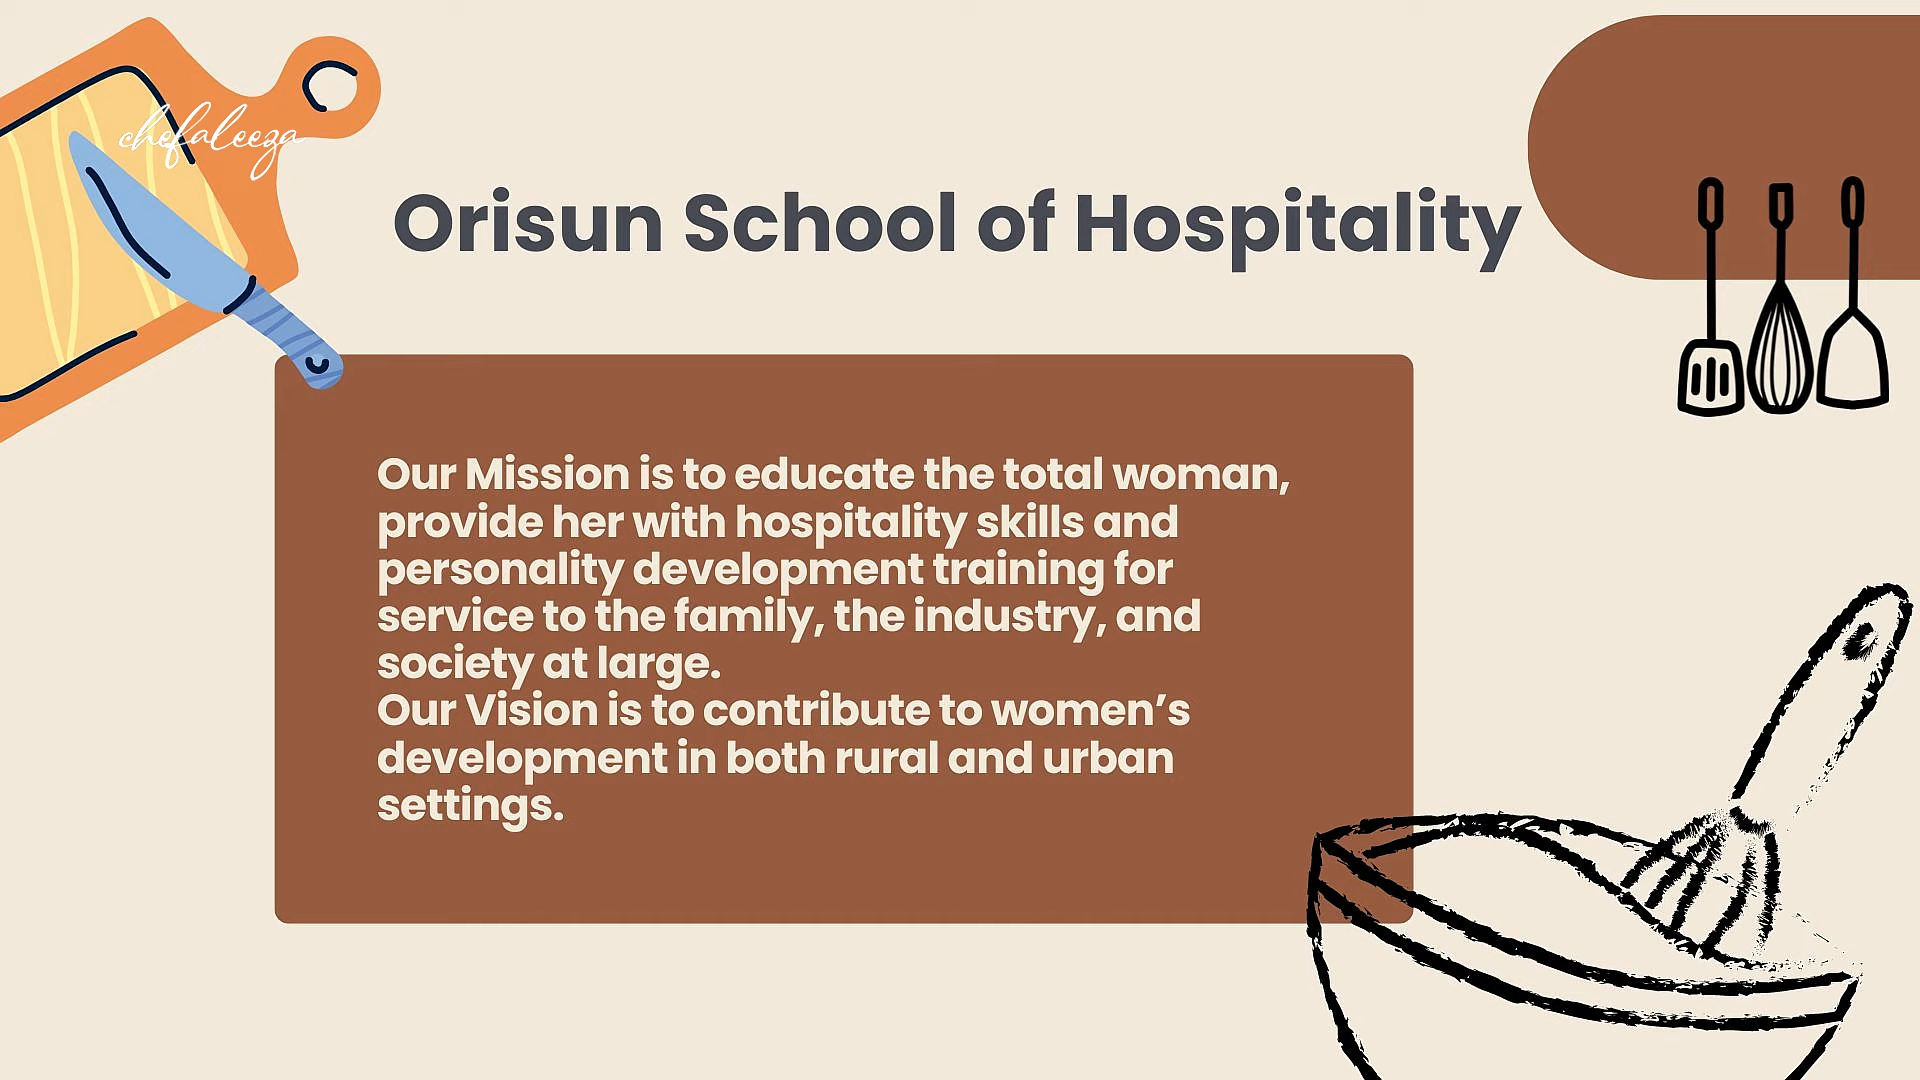 chefaleeza
Orisun School of Hospitality
Our Mission is to educate the total woman,
provide her with hospitality skills and
personality development training for
service to the family, the industry, and
society at large.
Our Vision is to contribute to women’s
development in both rural and urban
settings.